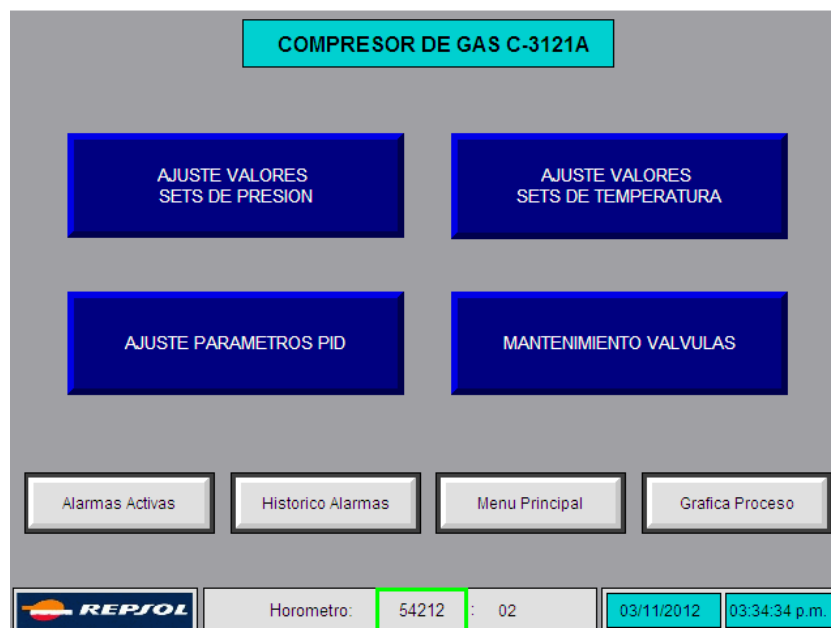 COMPRESOR DE GAS C-3121A
AJUSTE VALORES
SETS DE PRESION
AJUSTE VALORES
SETS DE TEMPERATURA
AJUSTE PARAMETROS PID
MANTENIMIENTO VALVULAS
Alarmas Activas
Historico Alarmas
Menu Principal
Grafica Proceso
REPSOL
Horometro: 54212 : 02
03/11/2012
03:34:34 p.m.